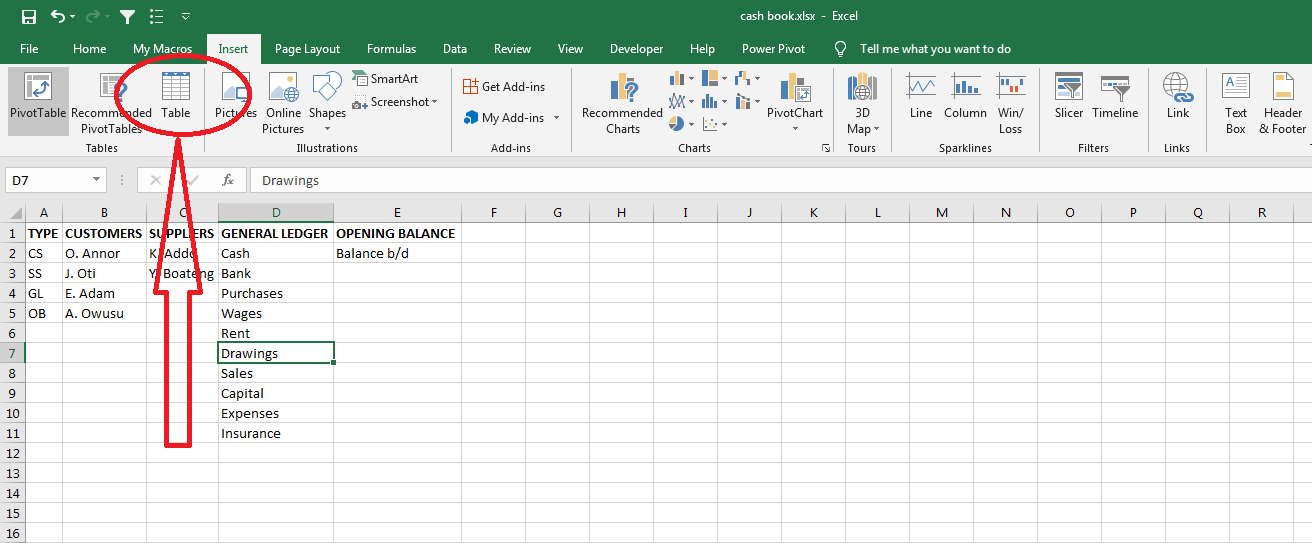 cash book.xlsx - Excel
File Home My Macros Insert Page Layout Formulas Data Review View Developer Help Power Pivot Tell me what you want to do
PivotTable Recommended PivotTables Table
Tables
Pictures Online Pictures Shapes SmartArt Screenshot
Illustrations
Get Add-ins
My Add-ins
Add-ins
Recommended Charts PivotChart
Charts
3D Map
Tours
Line Column Win/Loss
Sparklines
Slicer Timeline
Filters
Link
Links
Text Box Header & Footer
D7 fx Drawings
A B C D E F G H I J K L M N O P Q R
1 TYPE CUSTOMERS SUPPLIERS GENERAL LEDGER OPENING BALANCE
2 CS O. Annor K. Addo Cash Balance b/d
3 SS J. Oti Y. Boateng Bank
4 GL E. Adam Purchases
5 OB A. Owusu Wages
6 Rent
7 Drawings
8 Sales
9 Capital
10 Expenses
11 Insurance
12
13
14
15
16